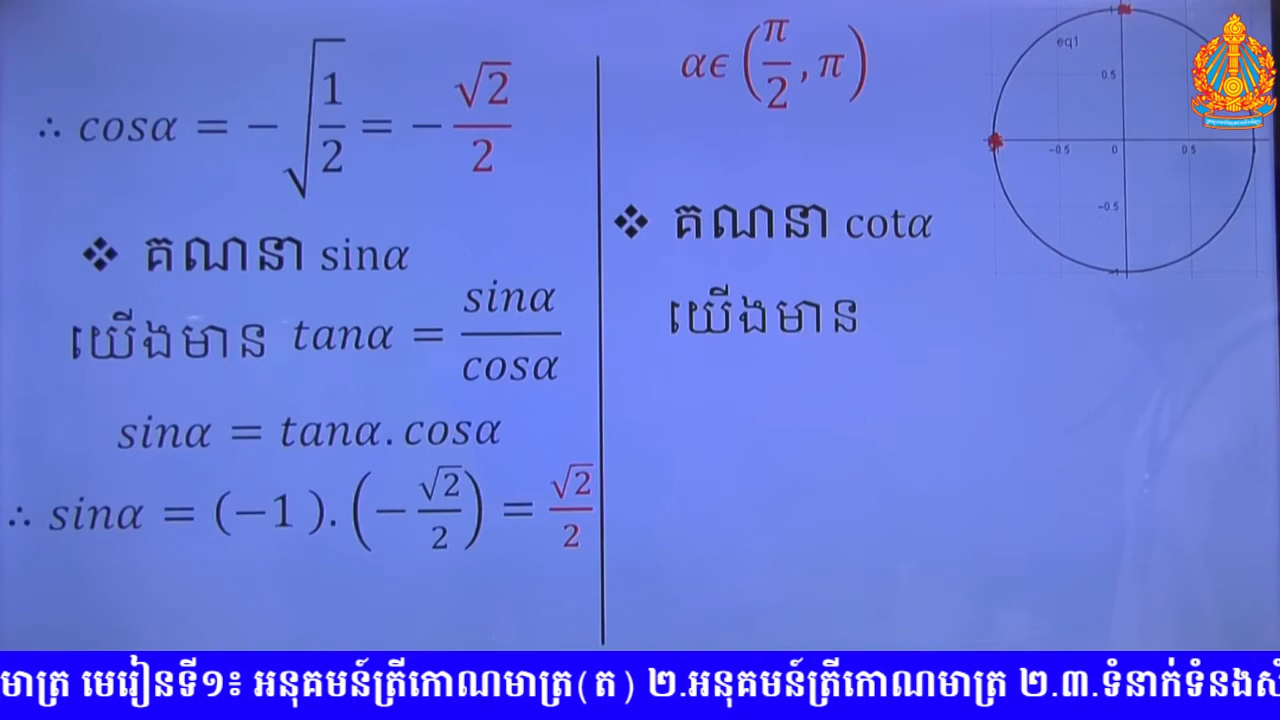 ∴ cosα = − √(1/2) = − √2/2
❖ គណនា sinα
យើងមាន tanα = sinα/cosα
sinα = tanα.cosα
∴ sinα = (−1 ).(−√2/2) = √2/2
αϵ (π/2 , π)
❖ គណនា cotα
យើងមាន
eq1
1
0.5
−0.5
0
0.5
1
−0.5
−1
មាត្រ មេរៀនទី១៖ អនុគមន៍ត្រីកោណមាត្រ(ត) ២.អនុគមន៍ត្រីកោណមាត្រ ២.៣.ទំនាក់ទំនងសំ